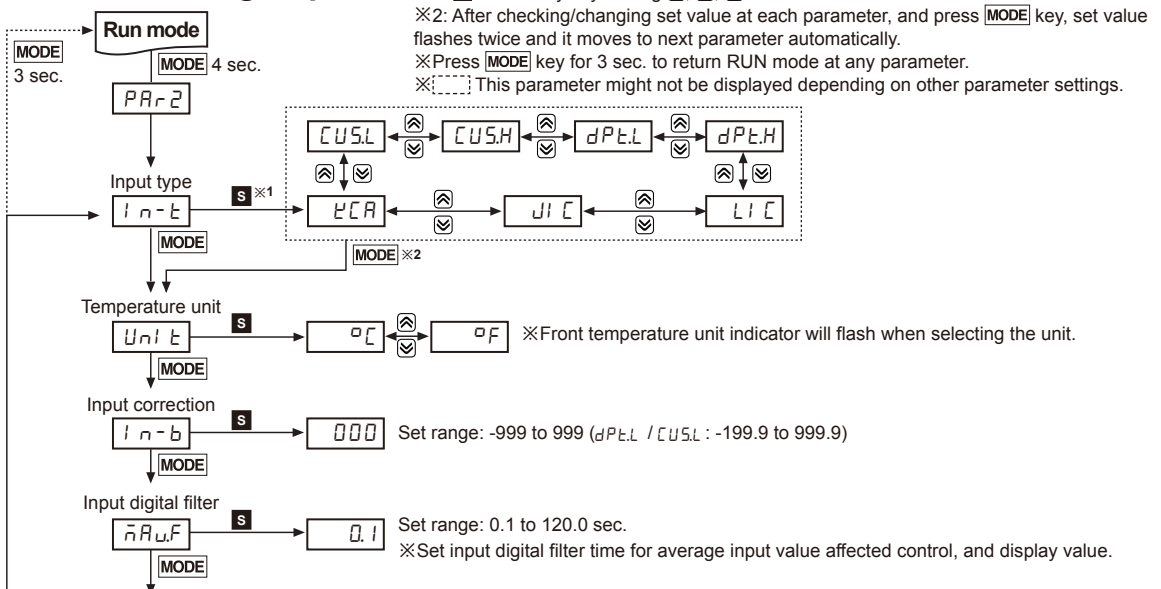 ※2: After checking/changing set value at each parameter, and press MODE key, set value
flashes twice and it moves to next parameter automatically.
※Press MODE key for 3 sec. to return RUN mode at any parameter.
※ This parameter might not be displayed depending on other parameter settings.
Run mode
MODE
3 sec.
MODE 4 sec.
PAr2
CUS.L CUS.H dPt.L dPt.H
Input type
In-t
S ※1
KCA JIC LIC
MODE
MODE ※2
Temperature unit
UnIt
S
°C °F ※Front temperature unit indicator will flash when selecting the unit.
MODE
Input correction
In-b
S
000 Set range: -999 to 999 (dPt.L / CUS.L : -199.9 to 999.9)
MODE
Input digital filter
MAv.F
S
0.1 Set range: 0.1 to 120.0 sec.
※Set input digital filter time for average input value affected control, and display value.
MODE